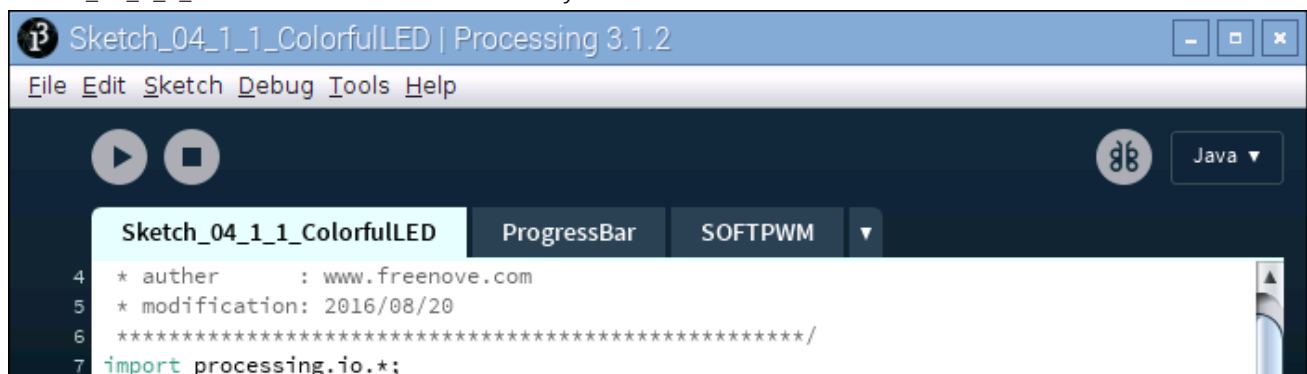 Sketch_04_1_1_ColorfulLED | Processing 3.1.2
File Edit Sketch Debug Tools Help
Java ▼
Sketch_04_1_1_ColorfulLED ProgressBar SOFTPWM ▼
4 * auther : www.freenove.com
5 * modification: 2016/08/20
6 ******************************************************/
7 import processing.io.*;